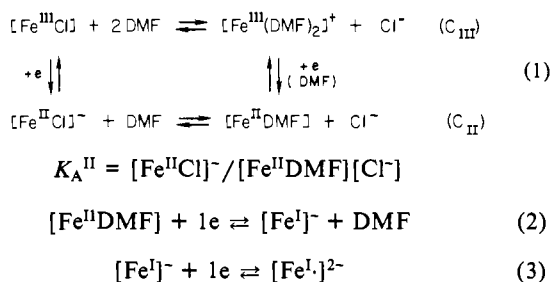 [Fe^III Cl] + 2 DMF ⇌ [Fe^III(DMF)₂]⁺ + Cl⁻ (C_III)
+e ⇅ ⇅ +e (DMF) (1)
[Fe^II Cl]⁻ + DMF ⇌ [Fe^II DMF] + Cl⁻ (C_II)
K_A^II = [Fe^II Cl]⁻/[Fe^II DMF][Cl⁻]
[Fe^II DMF] + 1e ⇌ [Fe^I]⁻ + DMF (2)
[Fe^I]⁻ + 1e ⇌ [Fe^I·]²⁻ (3)